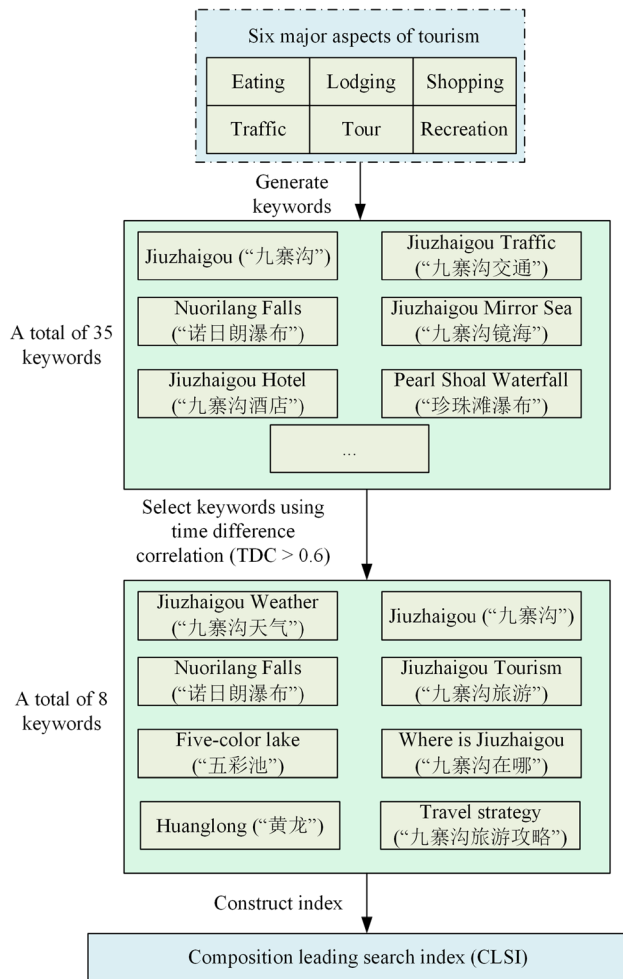 Six major aspects of tourism
Eating Lodging Shopping
Traffic Tour Recreation
Generate
keywords
A total of 35
keywords
Jiuzhaigou (“九寨沟”)
Jiuzhaigou Traffic
(“九寨沟交通”)
Nuorilang Falls
(“诺日朗瀑布”)
Jiuzhaigou Mirror Sea
(“九寨沟镜海”)
Jiuzhaigou Hotel
(“九寨沟酒店”)
Pearl Shoal Waterfall
(“珍珠滩瀑布”)
...
Select keywords using
time difference
correlation (TDC > 0.6)
A total of 8
keywords
Jiuzhaigou Weather
(“九寨沟天气”)
Jiuzhaigou (“九寨沟”)
Nuorilang Falls
(“诺日朗瀑布”)
Jiuzhaigou Tourism
(“九寨沟旅游”)
Five-color lake
(“五彩池”)
Where is Jiuzhaigou
(“九寨沟在哪”)
Huanglong (“黄龙”)
Travel strategy
(“九寨沟旅游攻略”)
Construct index
Composition leading search index (CLSI)